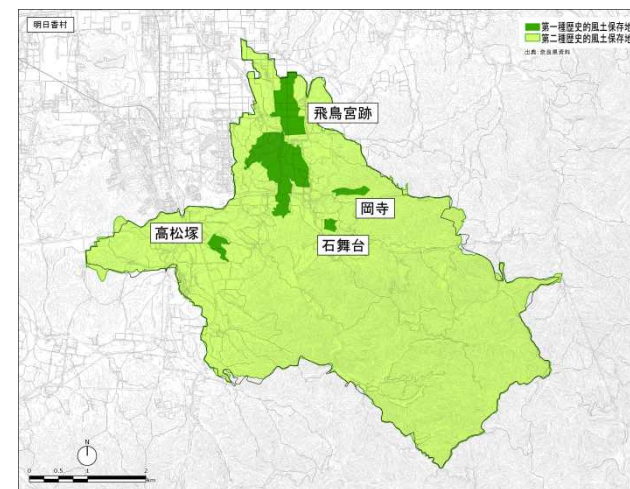 明日香村
第一種歴史的風土保存地
第二種歴史的風土保存地
出典 奈良県資料
飛鳥宮跡
岡寺
高松塚
石舞台
N
0 0.5 1 2
km